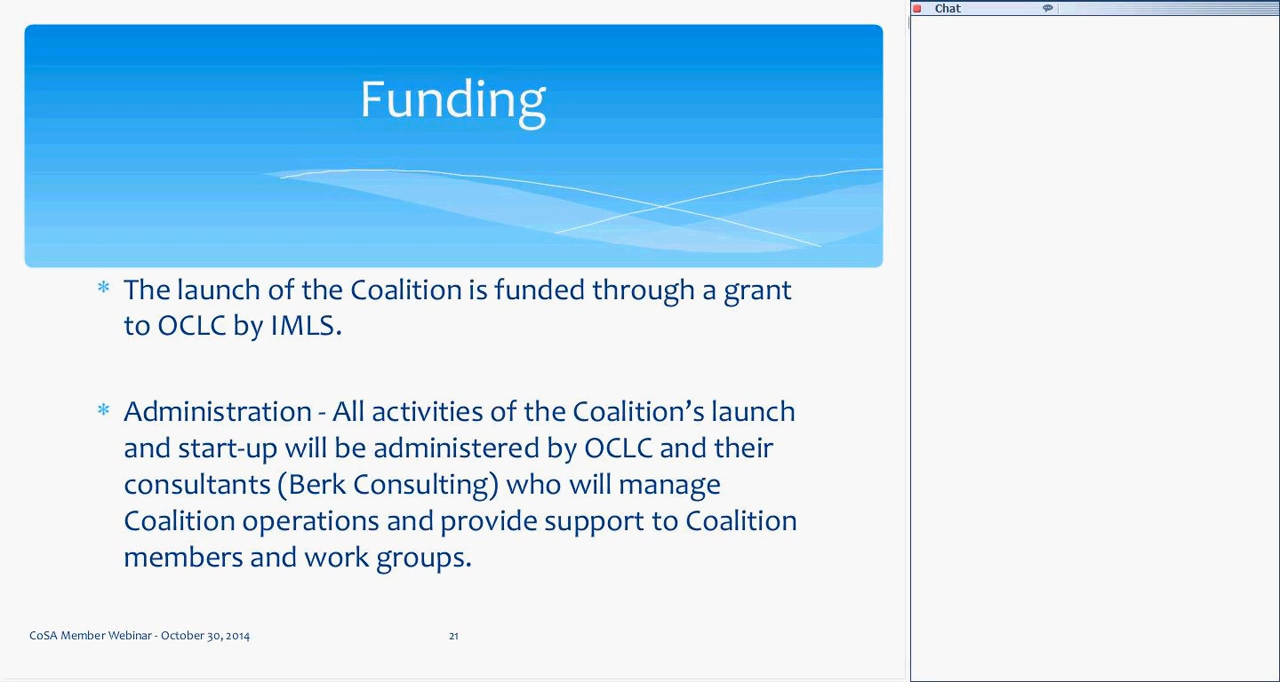 Chat
Funding
* The launch of the Coalition is funded through a grant
to OCLC by IMLS.
* Administration - All activities of the Coalition’s launch
and start-up will be administered by OCLC and their
consultants (Berk Consulting) who will manage
Coalition operations and provide support to Coalition
members and work groups.
CoSA Member Webinar - October 30, 2014
21